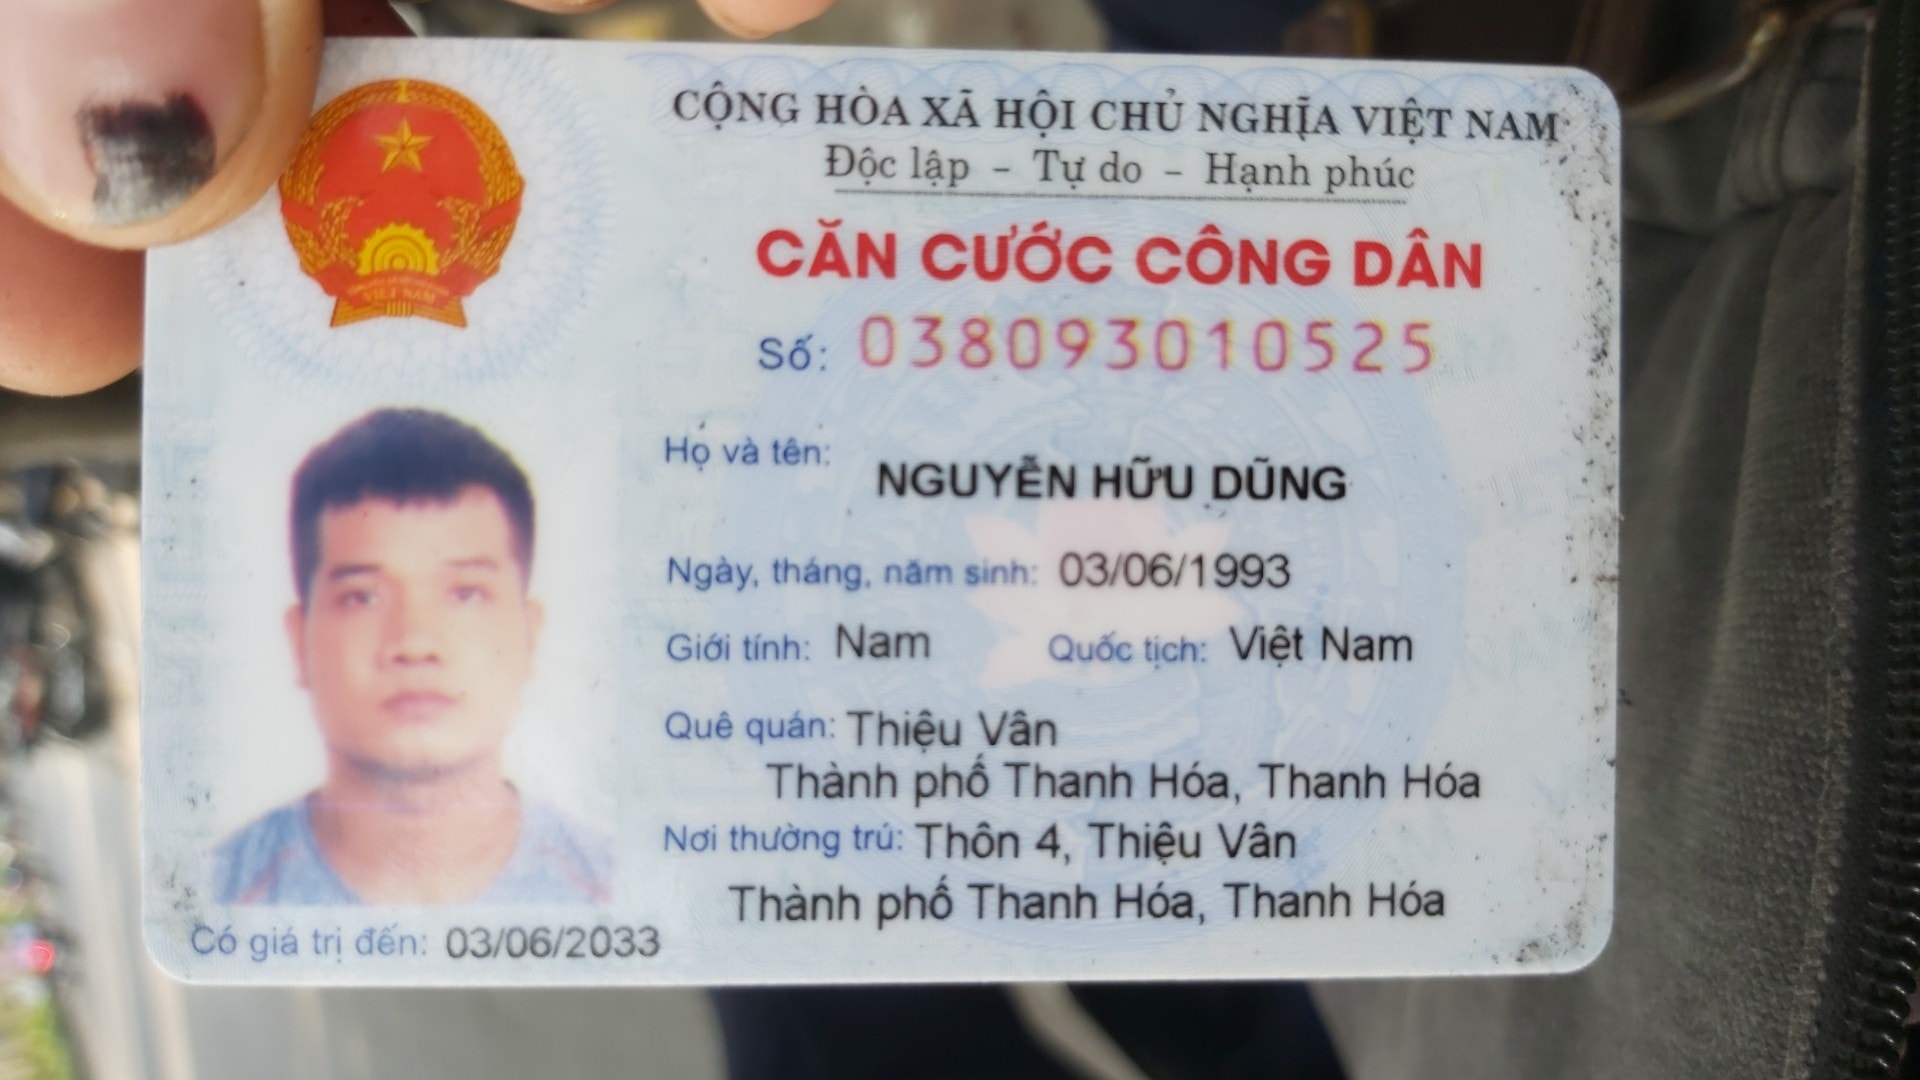 CỘNG HÒA XÃ HỘI CHỦ NGHĨA VIỆT NAM
Độc lập - Tự do - Hạnh phúc
CĂN CƯỚC CÔNG DÂN
Số: 038093010525
Họ và tên: NGUYỄN HỮU DŨNG
Ngày, tháng, năm sinh: 03/06/1993
Giới tính: Nam Quốc tịch: Việt Nam
Quê quán: Thiệu Vân
Thành phố Thanh Hóa, Thanh Hóa
Nơi thường trú: Thôn 4, Thiệu Vân
Thành phố Thanh Hóa, Thanh Hóa
Có giá trị đến: 03/06/2033
VIỆT NAM